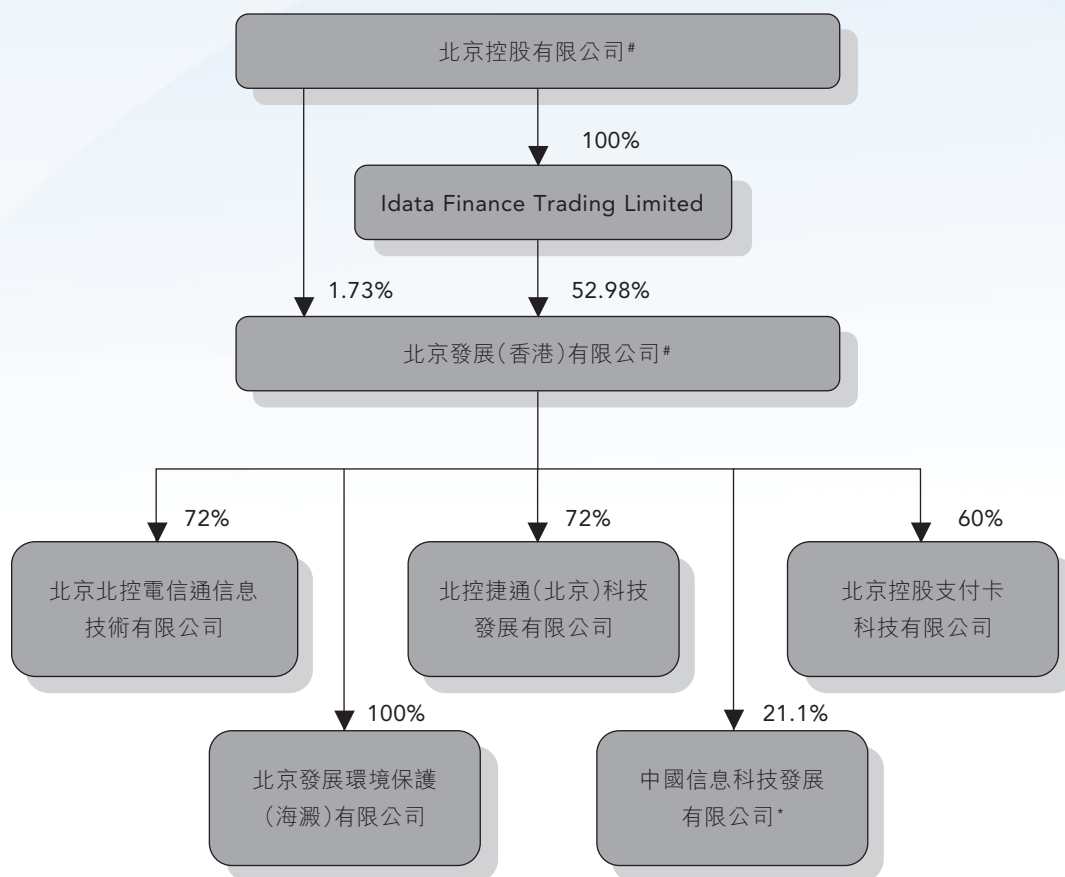 北京控股有限公司#
100%
Idata Finance Trading Limited
1.73%
52.98%
北京發展(香港)有限公司#
72%
72%
60%
北京北控電信通信息
技術有限公司
北控捷通(北京)科技
發展有限公司
北京控股支付卡
科技有限公司
100%
21.1%
北京發展環境保護
(海澱)有限公司
中國信息科技發展
有限公司*